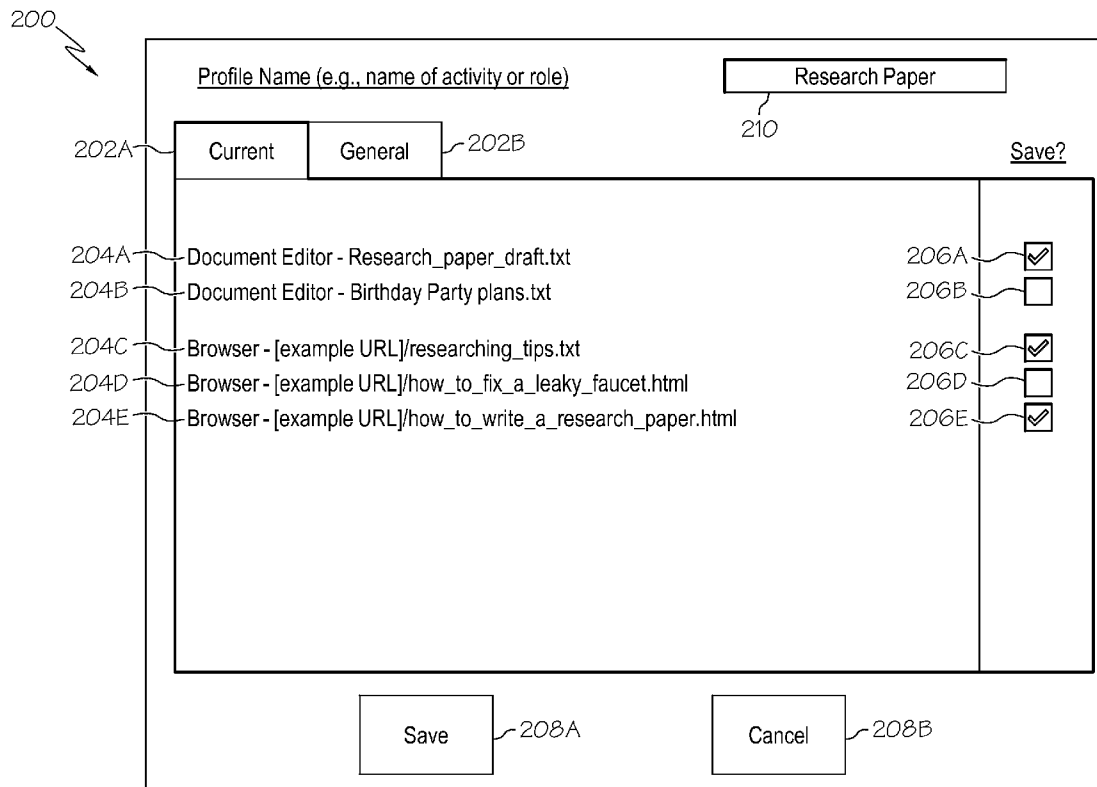 200
Profile Name (e.g., name of activity or role) Research Paper
210
202A Current General 202B Save?
204A Document Editor - Research_paper_draft.txt 206A
204B Document Editor - Birthday Party plans.txt 206B
204C Browser - [example URL]/researching_tips.txt 206C
204D Browser - [example URL]/how_to_fix_a_leaky_faucet.html 206D
204E Browser - [example URL]/how_to_write_a_research_paper.html 206E
Save 208A Cancel 208B